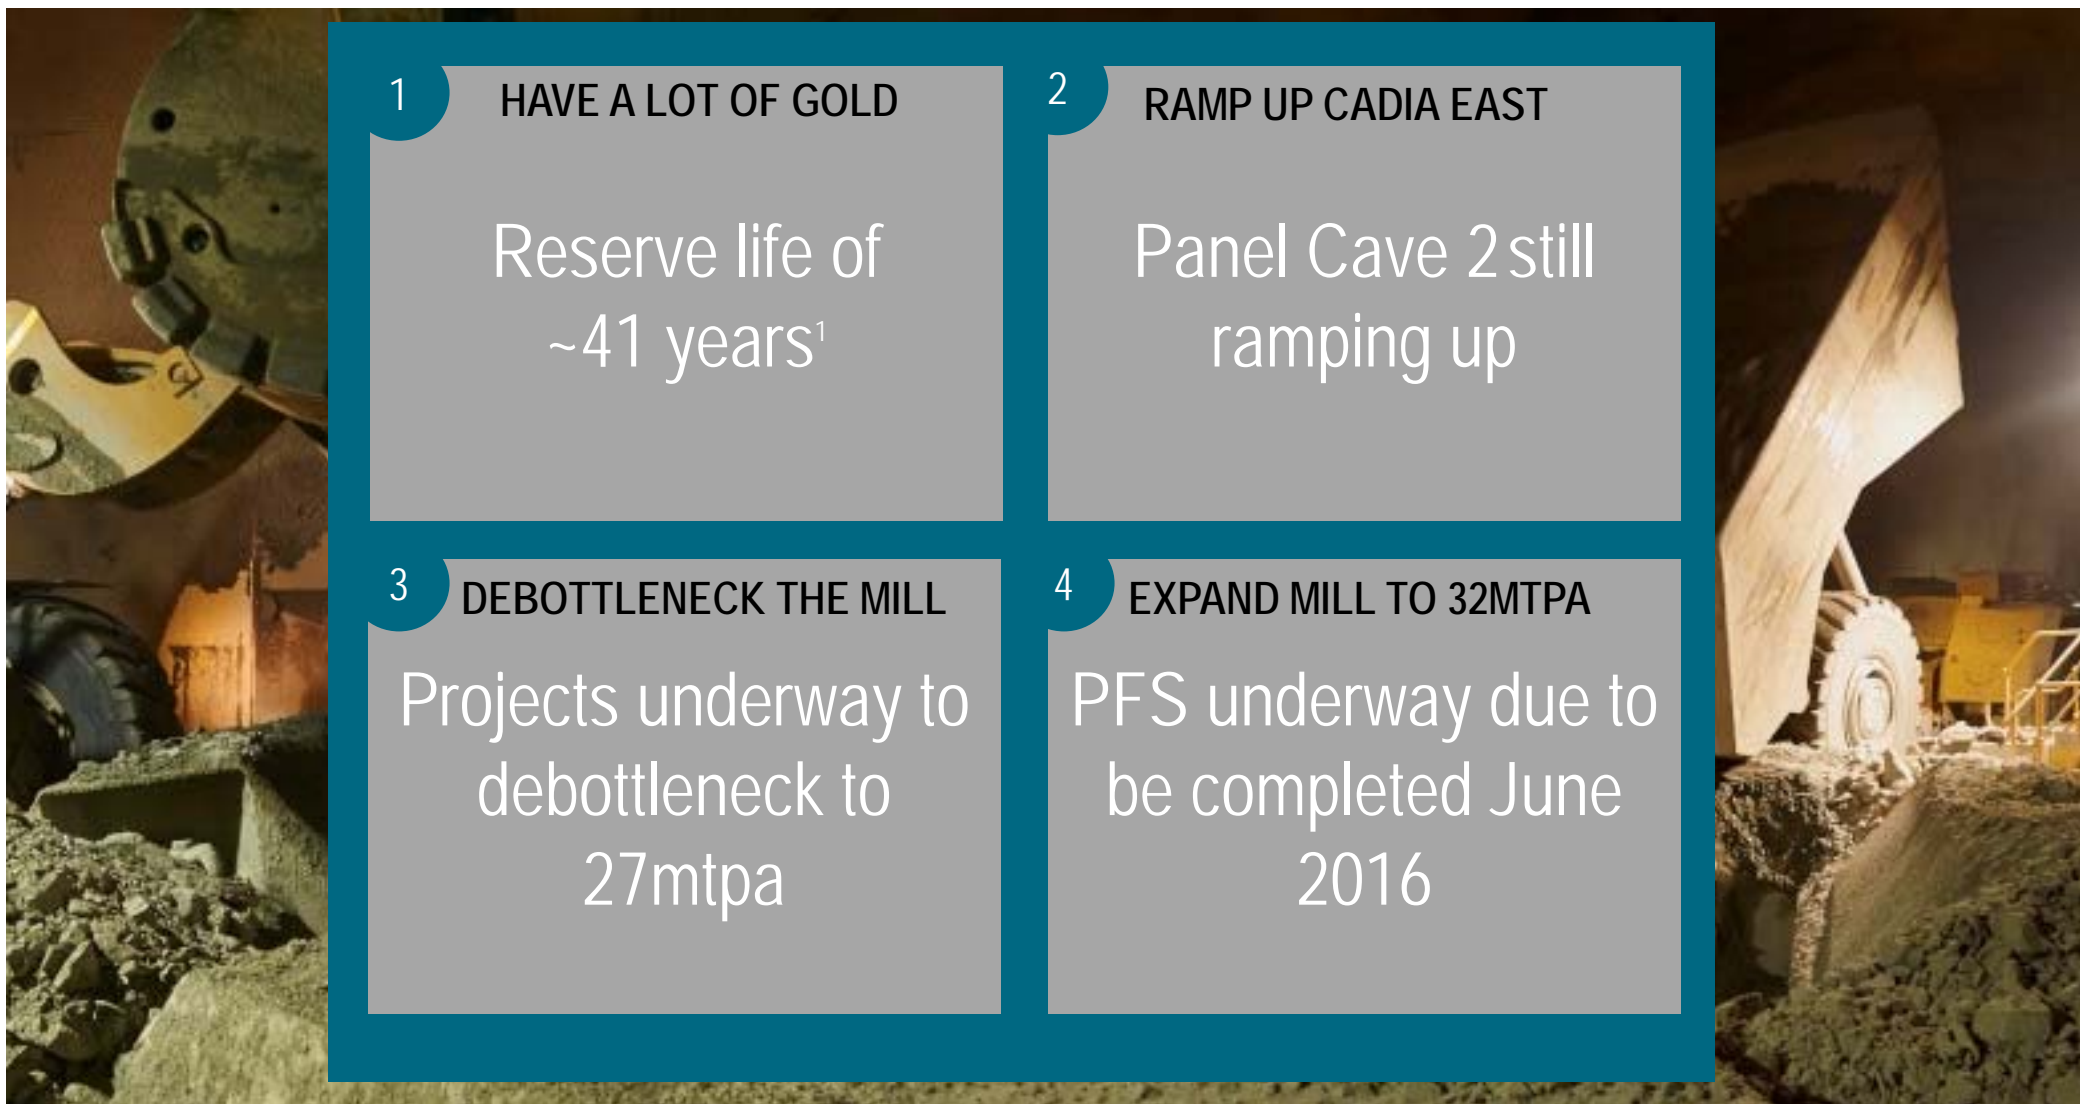 1
HAVE A LOT OF GOLD
Reserve life of
~41 years¹
2
RAMP UP CADIA EAST
Panel Cave 2 still
ramping up
3
DEBOTTLENECK THE MILL
Projects underway to
debottleneck to
27mtpa
4
EXPAND MILL TO 32MTPA
PFS underway due to
be completed June
2016